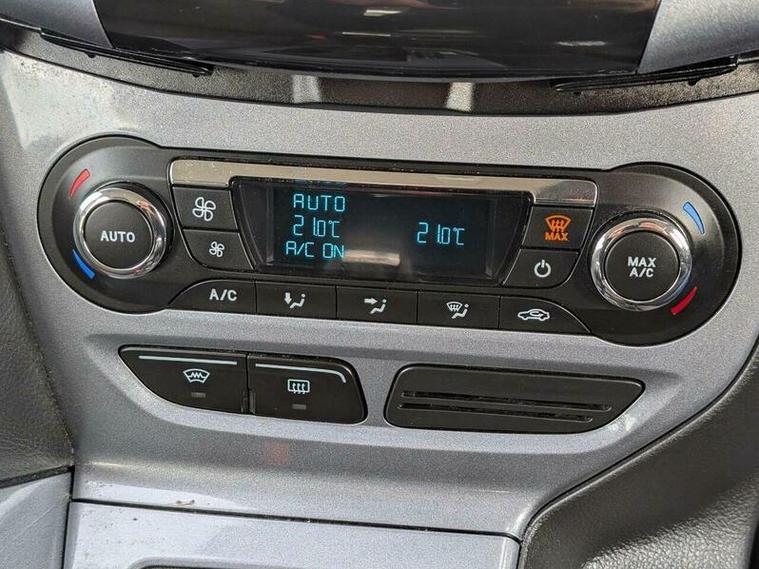 AUTO
21.0℃ 21.0℃
A/C ON
AUTO
MAX
MAX
A/C
A/C